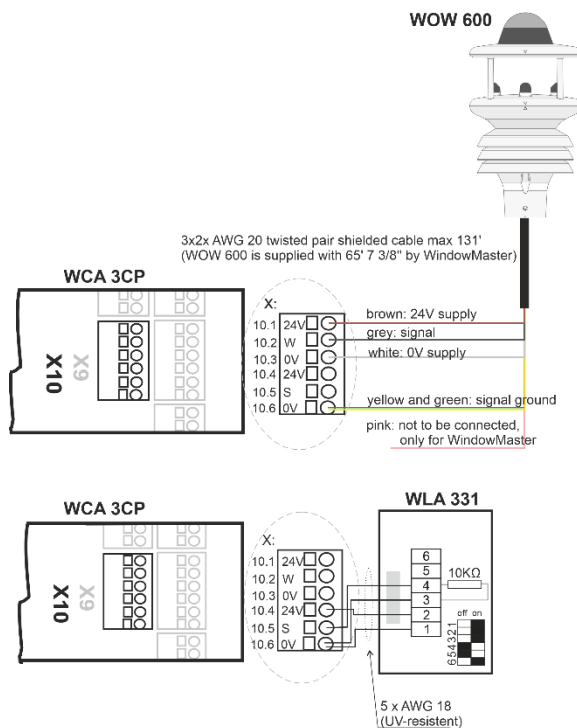 WOW 600
3x2x AWG 20 twisted pair shielded cable max 131'
(WOW 600 is supplied with 65' 7 3/8" by WindowMaster)
WCA 3CP
X:
10.1 24V
10.2 W
10.3 0V
10.4 24V
10.5 S
10.6 0V
X10
X9
brown: 24V supply
grey: signal
white: 0V supply
yellow and green: signal ground
pink: not to be connected,
only for WindowMaster
WCA 3CP
WLA 331
X:
10.1 24V
10.2 W
10.3 0V
10.4 24V
10.5 S
10.6 0V
X10
X9
6
5
4
3
2
1
10KΩ
off on
654321
5 x AWG 18
(UV-resistent)